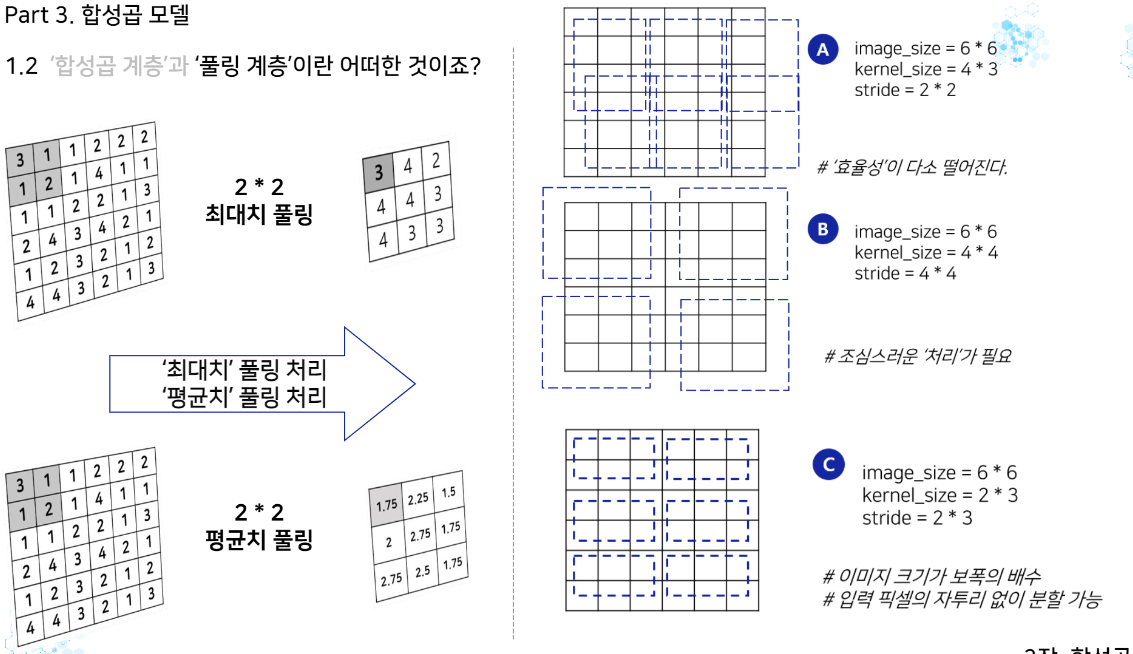 Part 3. 합성곱 모델
1.2 '합성곱 계층'과 '풀링 계층'이란 어떠한 것이죠?
3 1 1 2 2 2
1 2 1 4 1 1
1 1 2 2 1 3
2 4 3 4 2 1
1 2 3 2 1 2
4 4 3 2 1 3
2 * 2
최대치 풀링
3 4 2
4 4 3
4 3 3
'최대치' 풀링 처리
'평균치' 풀링 처리
3 1 1 2 2 2
1 2 1 4 1 1
1 1 2 2 1 3
2 4 3 4 2 1
1 2 3 2 1 2
4 4 3 2 1 3
2 * 2
평균치 풀링
1.75 2.25 1.5
2 2.75 1.75
2.75 2.5 1.75
A
image_size = 6 * 6
kernel_size = 4 * 3
stride = 2 * 2
# '효율성'이 다소 떨어진다.
B
image_size = 6 * 6
kernel_size = 4 * 4
stride = 4 * 4
# 조심스러운 '처리'가 필요
C
image_size = 6 * 6
kernel_size = 2 * 3
stride = 2 * 3
# 이미지 크기가 보폭의 배수
# 입력 픽셀의 자투리 없이 분할 가능